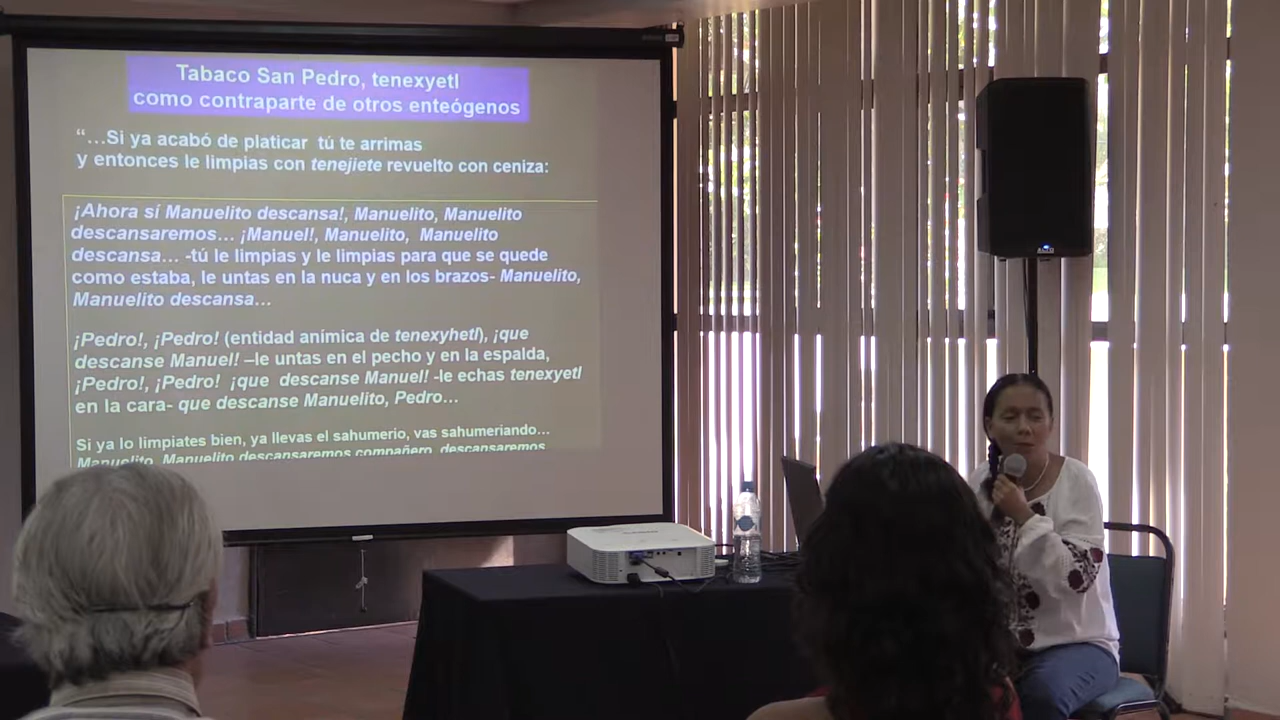 Tabaco San Pedro, tenexyetl
como contraparte de otros enteógenos
“…Si ya acabó de platicar tú te arrimas
y entonces le limpias con tenejiete revuelto con ceniza:
¡Ahora sí Manuelito descansa!, Manuelito, Manuelito
descansaremos… ¡Manuel!, Manuelito, Manuelito
descansa… -tú le limpias y le limpias para que se quede
como estaba, le untas en la nuca y en los brazos- Manuelito,
Manuelito descansa…
¡Pedro!, ¡Pedro! (entidad anímica de tenexyhetl), ¡que
descanse Manuel! –le untas en el pecho y en la espalda,
¡Pedro!, ¡Pedro! ¡que descanse Manuel! -le echas tenexyetl
en la cara- que descanse Manuelito, Pedro…
Si ya lo limpiates bien, ya llevas el sahumerio, vas sahumeriando…
Manuelito, Manuelito descansaremos compañero, descansaremos